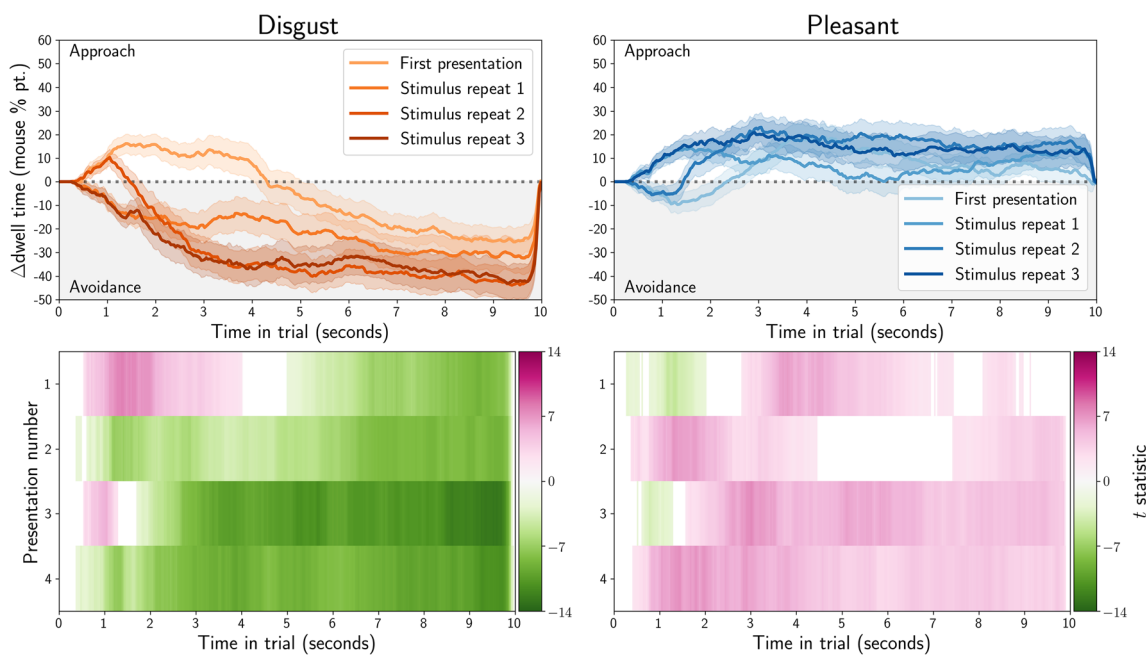 Disgust
60
50
40
30
20
10
0
-10
-20
-30
-40
-50
Δdwell time (mouse % pt.)
Approach
Avoidance
First presentation
Stimulus repeat 1
Stimulus repeat 2
Stimulus repeat 3
0 1 2 3 4 5 6 7 8 9 10
Time in trial (seconds)
Pleasant
60
50
40
30
20
10
0
-10
-20
-30
-40
-50
Approach
Avoidance
First presentation
Stimulus repeat 1
Stimulus repeat 2
Stimulus repeat 3
0 1 2 3 4 5 6 7 8 9 10
Time in trial (seconds)
Presentation number
1
2
3
4
0 1 2 3 4 5 6 7 8 9 10
Time in trial (seconds)
14
7
0
−7
−14
1
2
3
4
0 1 2 3 4 5 6 7 8 9 10
Time in trial (seconds)
14
7
0
−7
−14
t statistic